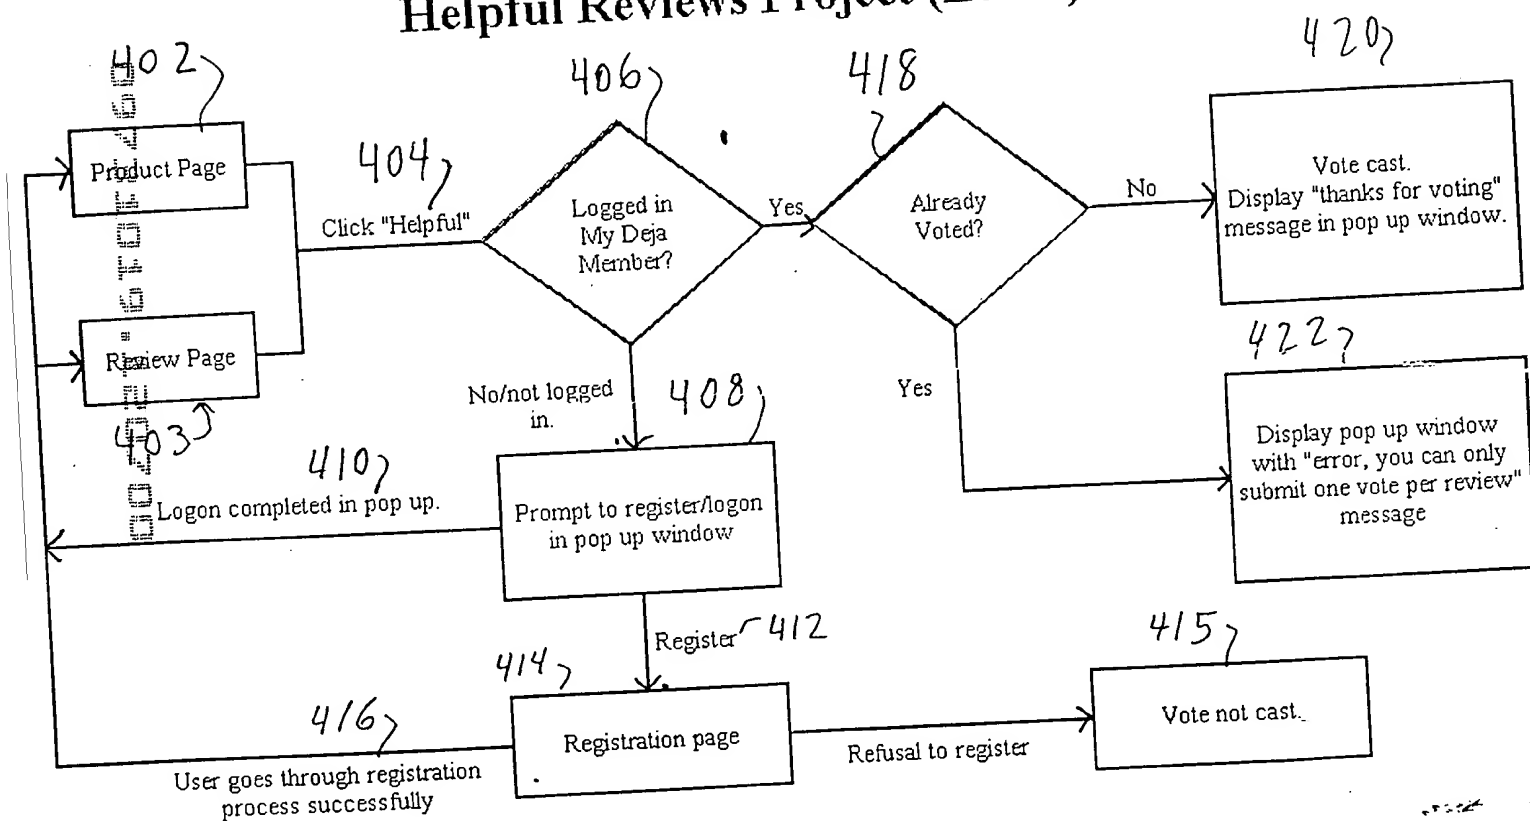 Helpful Reviews Project
402
406
418
420
Product Page
404
Click "Helpful"
Logged in
My Deja
Member?
Yes
Already
Voted?
No
Vote cast.
Display "thanks for voting"
message in pop up window.
Review Page
403
No/not logged
in.
408
Yes
422
Display pop up window
with "error, you can only
submit one vote per review"
message
410
Logon completed in pop up.
Prompt to register/logon
in pop up window
Register
412
414
415
416
Registration page
Refusal to register
Vote not cast.
User goes through registration
process successfully